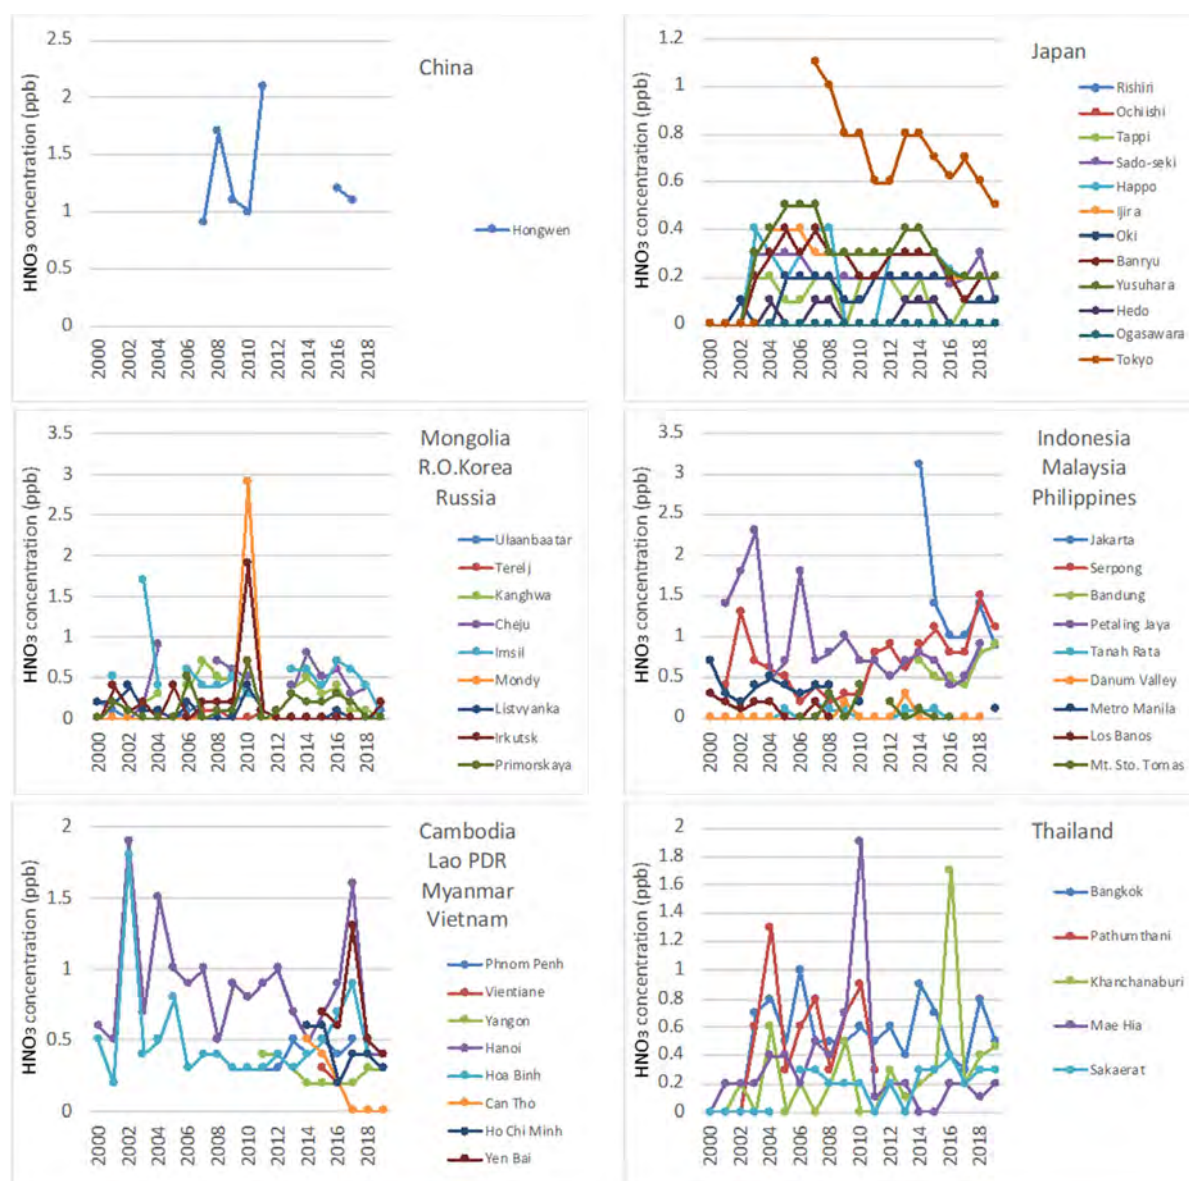 China
HNO₃ concentration (ppb)
2.5
2
1.5
1
0.5
0
2000 2002 2004 2006 2008 2010 2012 2014 2016 2018
Hongwen
Japan
HNO₃ concentration (ppb)
1.2
1
0.8
0.6
0.4
0.2
0
2000 2002 2004 2006 2008 2010 2012 2014 2016 2018
Rishiri
Ochiishi
Tappi
Sado-seki
Happo
Ijira
Oki
Banryu
Yusuhara
Hedo
Ogasawara
Tokyo
Mongolia
R.O.Korea
Russia
HNO₃ concentration (ppb)
3.5
3
2.5
2
1.5
1
0.5
0
2000 2002 2004 2006 2008 2010 2012 2014 2016 2018
Ulaanbaatar
Terelj
Kanghwa
Cheju
Imsil
Mondy
Listvyanka
Irkutsk
Primorskaya
Indonesia
Malaysia
Philippines
HNO₃ concentration (ppb)
3.5
3
2.5
2
1.5
1
0.5
0
2000 2002 2004 2006 2008 2010 2012 2014 2016 2018
Jakarta
Serpong
Bandung
Petaling Jaya
Tanah Rata
Danum Valley
Metro Manila
Los Banos
Mt. Sto. Tomas
Cambodia
Lao PDR
Myanmar
Vietnam
HNO₃ concentration (ppb)
2
1.5
1
0.5
0
2000 2002 2004 2006 2008 2010 2012 2014 2016 2018
Phnom Penh
Vientiane
Yangon
Hanoi
Hoa Binh
Can Tho
Ho Chi Minh
Yen Bai
Thailand
HNO₃ concentration (ppb)
2
1.8
1.6
1.4
1.2
1
0.8
0.6
0.4
0.2
0
2000 2002 2004 2006 2008 2010 2012 2014 2016 2018
Bangkok
Pathumthani
Khanchanaburi
Mae Hia
Sakaerat